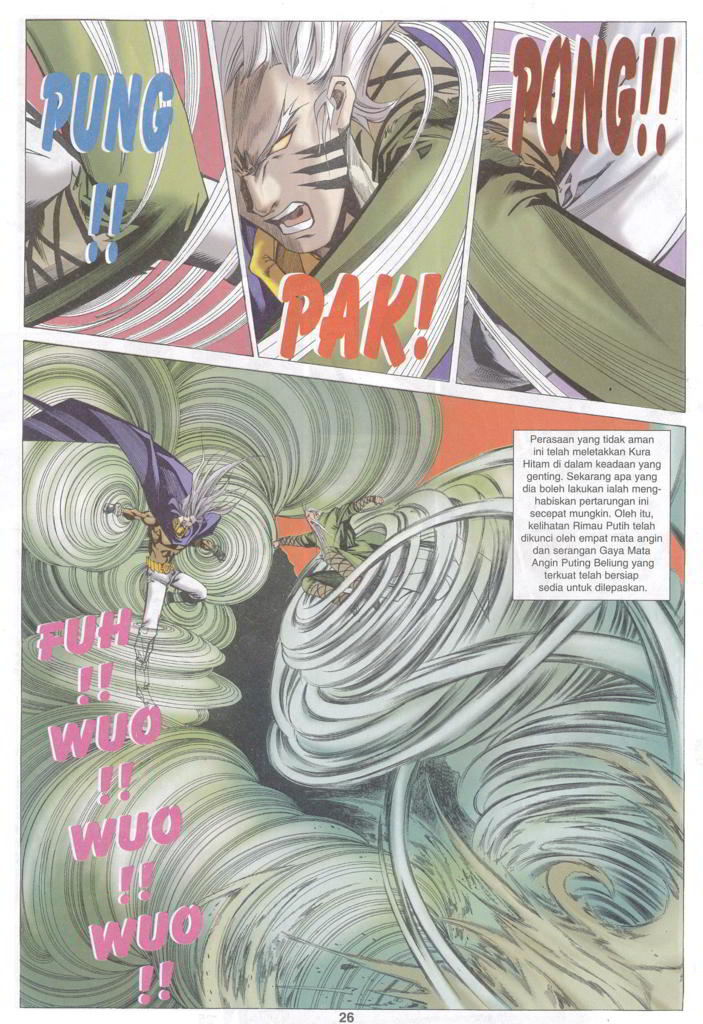 PUNG
!!
PAK!
PONG!!
Perasaan yang tidak aman
ini telah meletakkan Kura
Hitam di dalam keadaan yang
genting. Sekarang apa yang
dia boleh lakukan ialah meng-
habiskan pertarungan ini
secepat mungkin. Oleh itu,
kelihatan Rimau Putih telah
dikunci oleh empat mata angin
dan serangan Gaya Mata
Angin Puting Beliung yang
terkuat telah bersiap
sedia untuk dilepaskan.
FUH
!!
WUO
!!
WUO
!!
WUO
!!
26